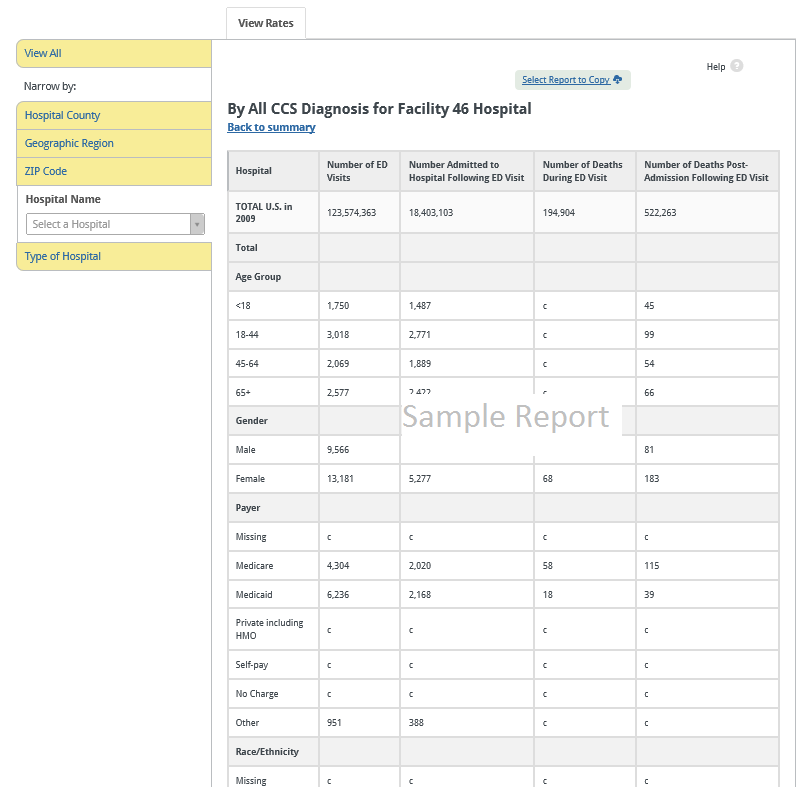 View Rates
View All
Narrow by:
Hospital County
Geographic Region
ZIP Code
Hospital Name
Select a Hospital
Type of Hospital
Help ?
Select Report to Copy
By All CCS Diagnosis for Facility 46 Hospital
Back to summary
Hospital Number of ED Visits Number Admitted to Hospital Following ED Visit Number of Deaths During ED Visit Number of Deaths Post-Admission Following ED Visit
TOTAL U.S. in 2009 123,574,363 18,403,103 194,904 522,263
Total
Age Group
<18 1,750 1,487 c 45
18-44 3,018 2,771 c 99
45-64 2,069 1,889 c 54
65+ 2,577 2,422 c 66
Sample Report
Gender
Male 9,566 81
Female 13,181 5,277 68 183
Payer
Missing c c c c
Medicare 4,304 2,020 58 115
Medicaid 6,236 2,168 18 39
Private including HMO c c c c
Self-pay c c c c
No Charge c c c c
Other 951 388 c c
Race/Ethnicity
Missing c c c c